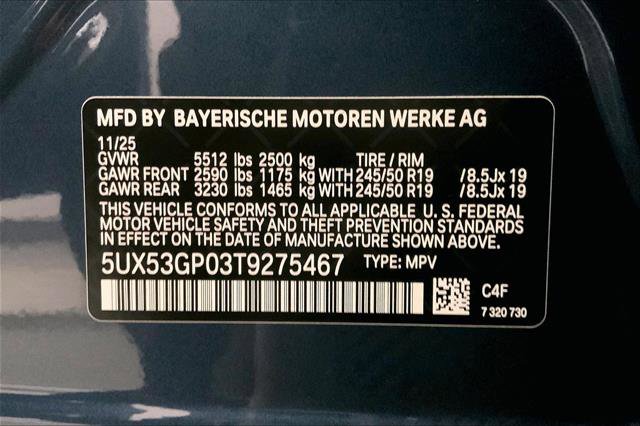 MFD BY BAYERISCHE MOTOREN WERKE AG
11/25
GVWR 5512 lbs 2500 kg TIRE / RIM
GAWR FRONT 2590 lbs 1175 kg WITH 245/50 R19 /8.5Jx 19
GAWR REAR 3230 lbs 1465 kg WITH 245/50 R19 /8.5Jx 19
THIS VEHICLE CONFORMS TO ALL APPLICABLE U. S. FEDERAL
MOTOR VEHICLE SAFETY AND THEFT PREVENTION STANDARDS
IN EFFECT ON THE DATE OF MANUFACTURE SHOWN ABOVE.
5UX53GP03T9275467 TYPE: MPV
C4F
7 320 730